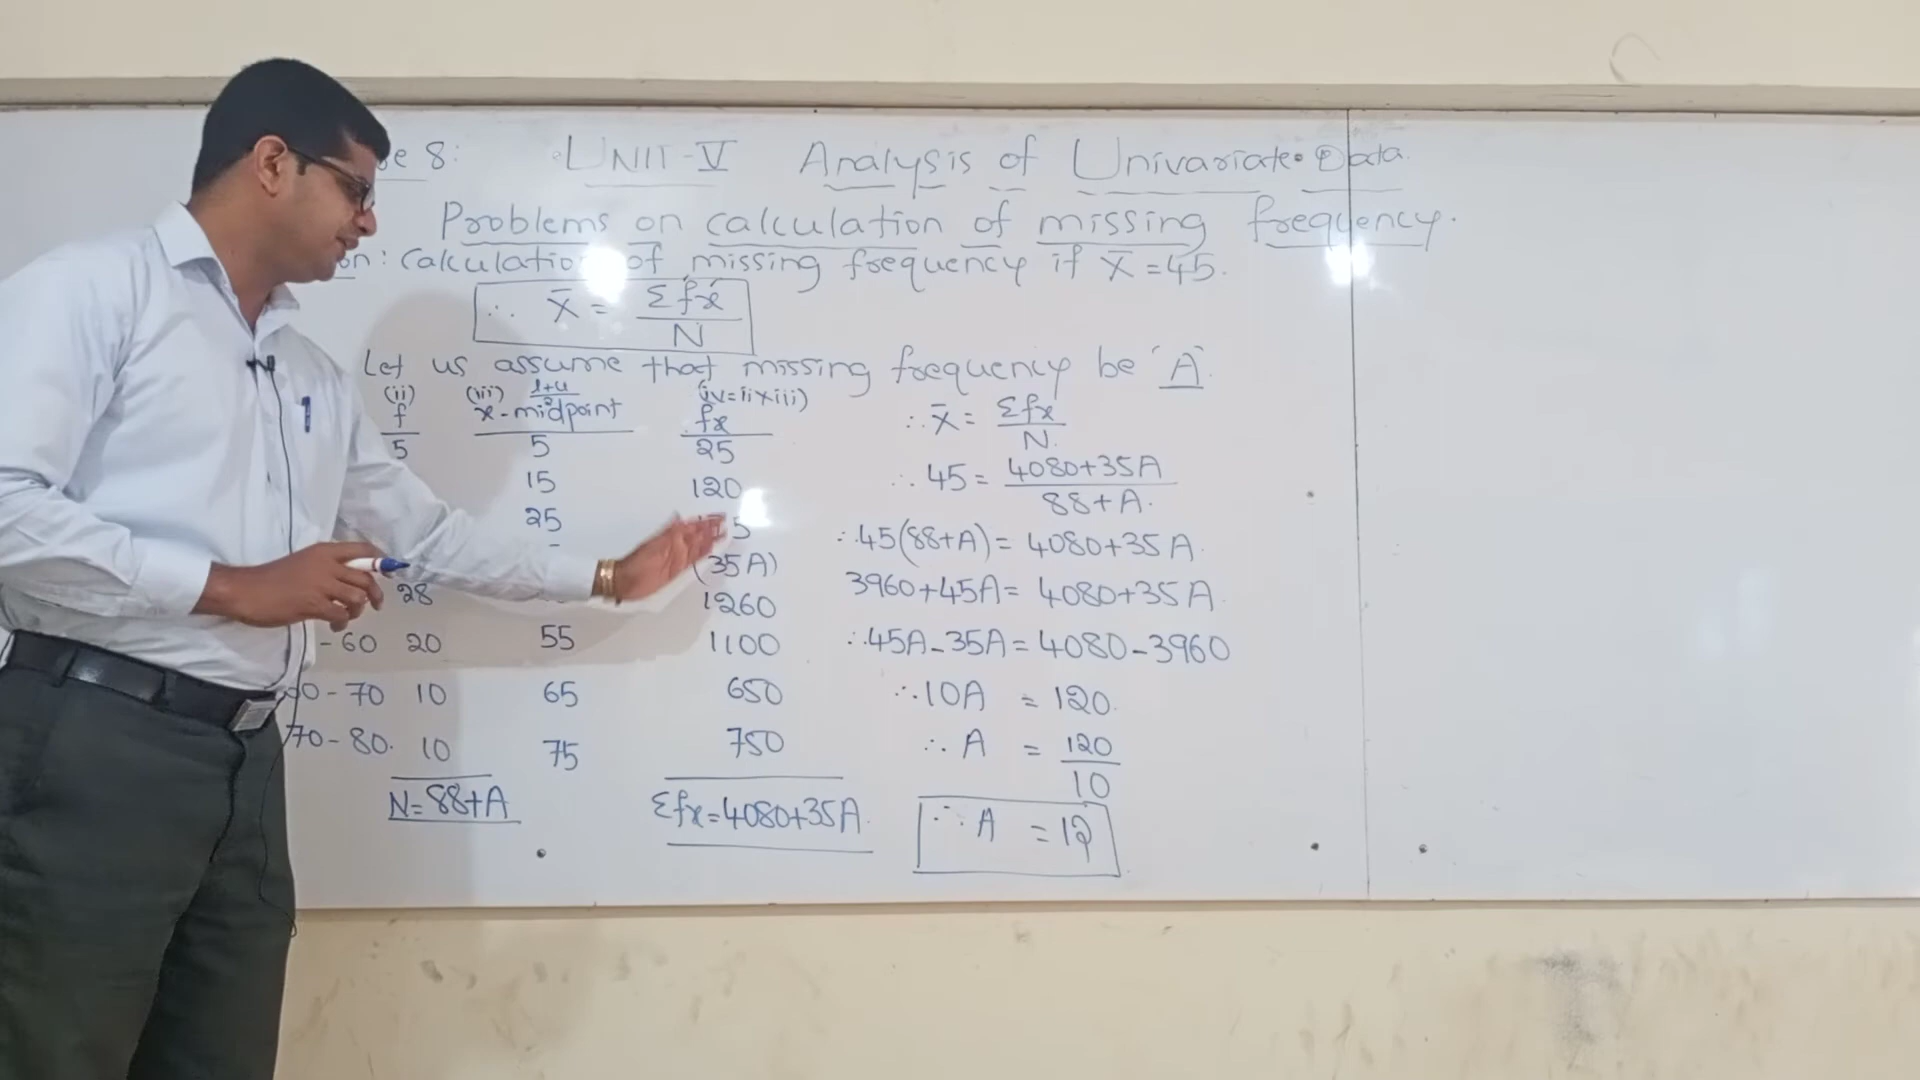 8: UNIT-V Analysis of Univariate Data.
Problems on calculation of missing frequency.
Calculation of missing frequency if X̄ = 45.
∴ X̄ = Σfx / N
Let us assume that missing frequency be 'A'.
(ii) (iii) l+u / 2 (iv=iixiii)
f x-midpoint fx
5 5 25
15 120
25
(35A)
28 1260
-60 20 55 1100
-70 10 65 650
70-80. 10 75 750
N=88+A Σfx=4080+35A.
∴ X̄ = Σfx / N.
∴ 45 = 4080+35A / 88+A.
∴ 45(88+A) = 4080+35A.
3960+45A = 4080+35A.
∴ 45A-35A = 4080-3960
∴ 10A = 120.
∴ A = 120 / 10
∴ A = 12